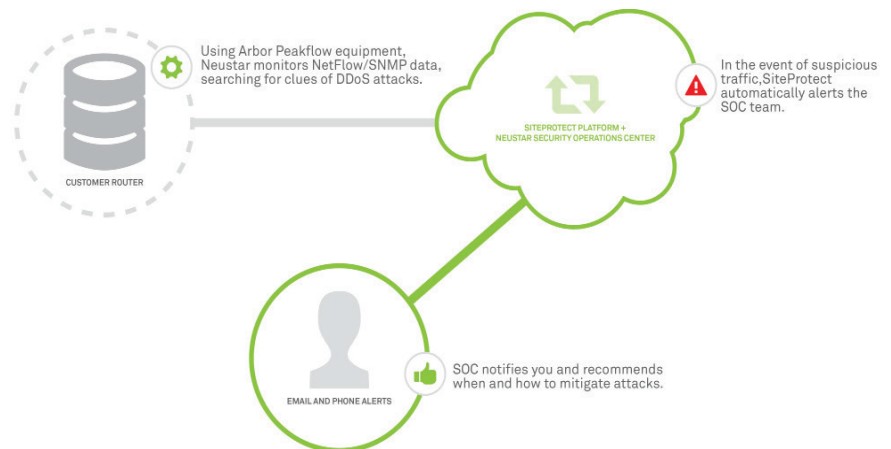 Using Arbor Peakflow equipment,
Neustar monitors NetFlow/SNMP data,
searching for clues of DDoS attacks.
CUSTOMER ROUTER
SITEPROTECT PLATFORM +
NEUSTAR SECURITY OPERATIONS CENTER
In the event of suspicious
traffic,SiteProtect
automatically alerts the
SOC team.
EMAIL AND PHONE ALERTS
SOC notifies you and recommends
when and how to mitigate attacks.